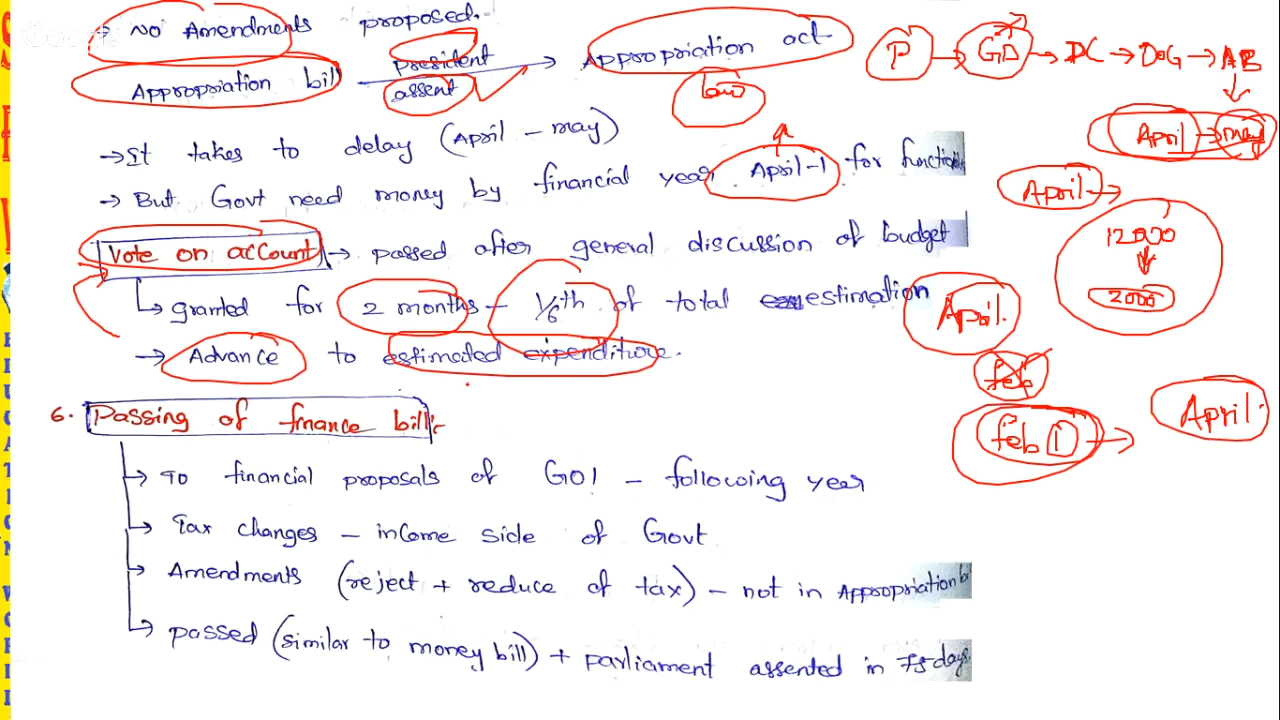 → No Amendments proposed.
Appropriation bill president assent → Appropriation act
law
→ It takes to delay (April - may)
→ But Govt need money by financial year April-1 for function
Vote on account → passed after general discussion of budget
↳ granted for 2 months - 1/6th of total estimation
→ Advance to estimated expenditure.
6. Passing of finance bill:
→ To financial proposals of GOI - following year
→ Tax changes - income side of Govt
→ Amendments (reject + reduce of tax) - not in Appropriation bi
→ passed (similar to money bill) + parliament assented in 75 days
P → GD → DC → DOG → AB
April → may
April →
12000
2000
April.
feb
feb 1 →
April.